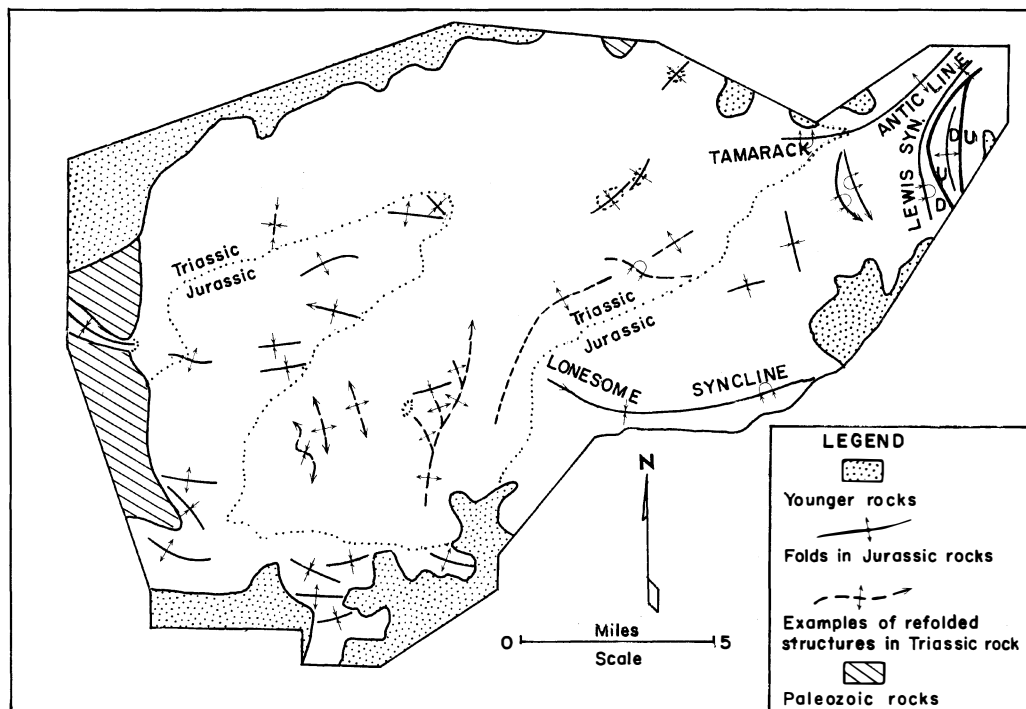 TAMARACK ANTICLINE
LEWIS SYN.
D
U
U
D
Triassic
Jurassic
Triassic
Jurassic
LONESOME SYNCLINE
N
0 Miles 5
Scale
LEGEND
Younger rocks
Folds in Jurassic rocks
Examples of refolded
structures in Triassic rock
Paleozoic rocks